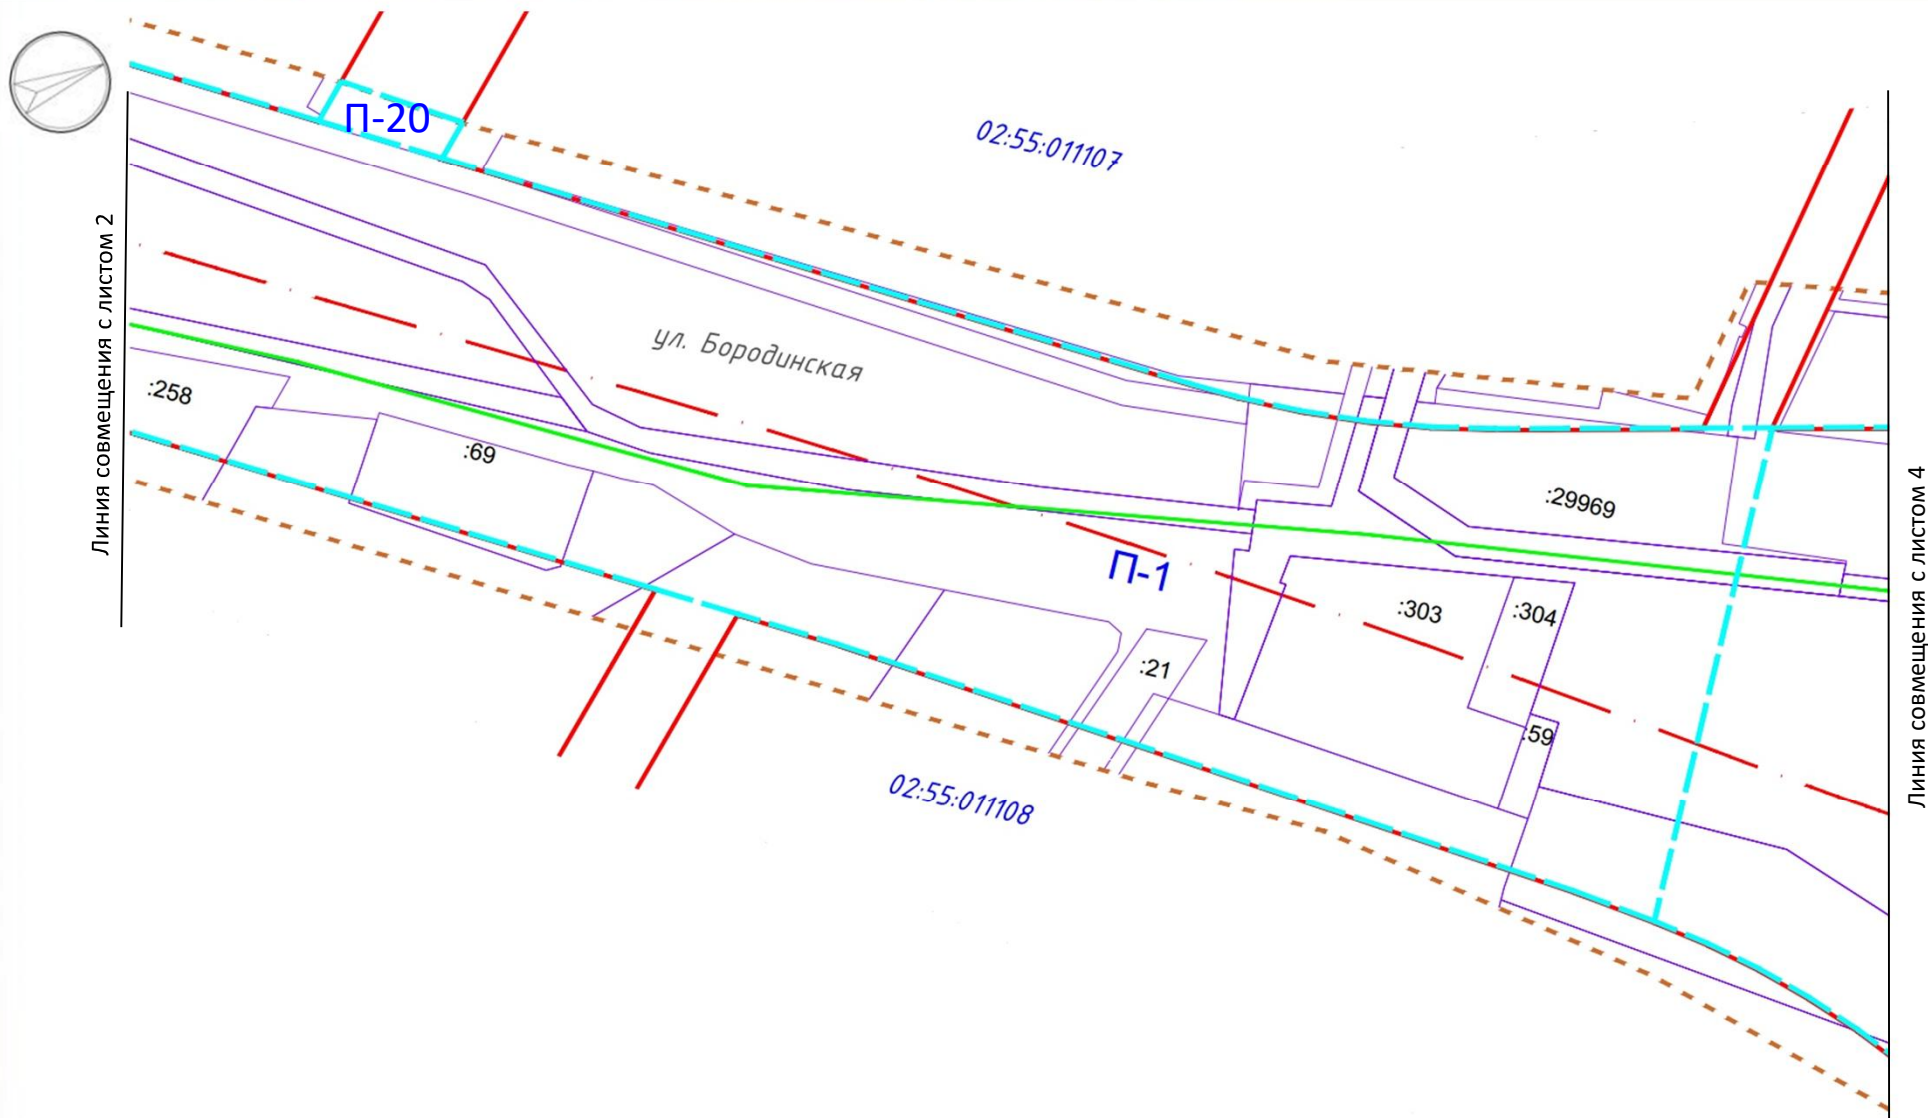 П-20
02:55:011107
Линия совмещения с листом 2
ул. Бородинская
:258
:69
:29969
Линия совмещения с листом 4
П-1
:303
:304
:21
:59
02:55:011108